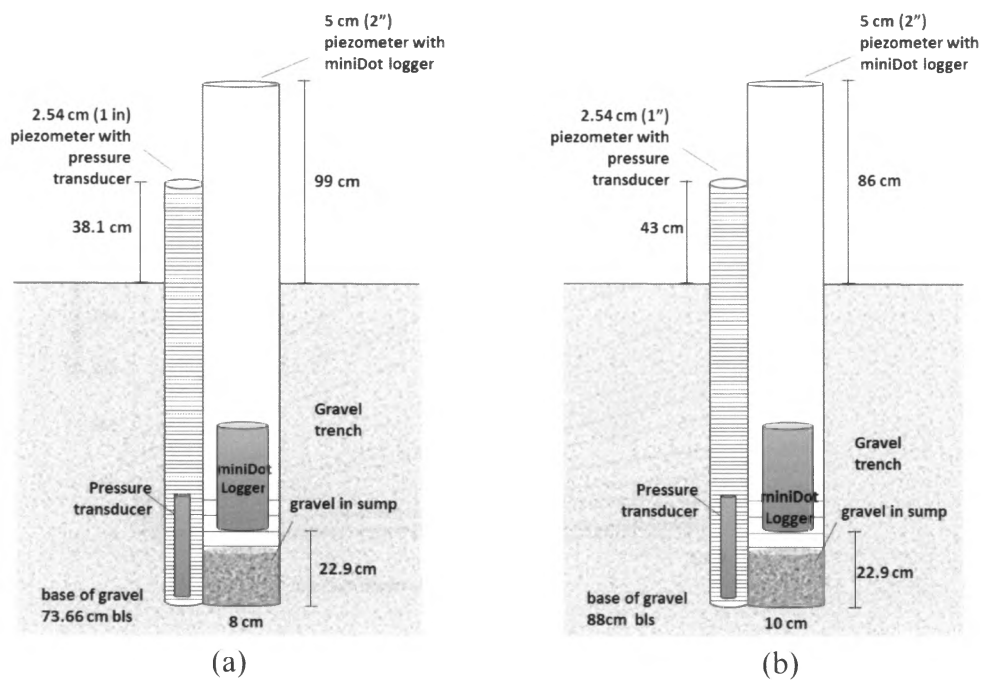 5 cm (2”)
piezometer with
miniDot logger
2.54 cm (1 in)
piezometer with
pressure
transducer
99 cm
38.1 cm
Gravel
trench
miniDot
Logger
Pressure
transducer
gravel in sump
22.9 cm
base of gravel
73.66 cm bls
8 cm
(a)
5 cm (2”)
piezometer with
miniDot logger
2.54 cm (1”)
piezometer with
pressure
transducer
86 cm
43 cm
Gravel
trench
miniDot
Logger
Pressure
transducer
gravel in sump
22.9 cm
base of gravel
88cm bls
10 cm
(b)